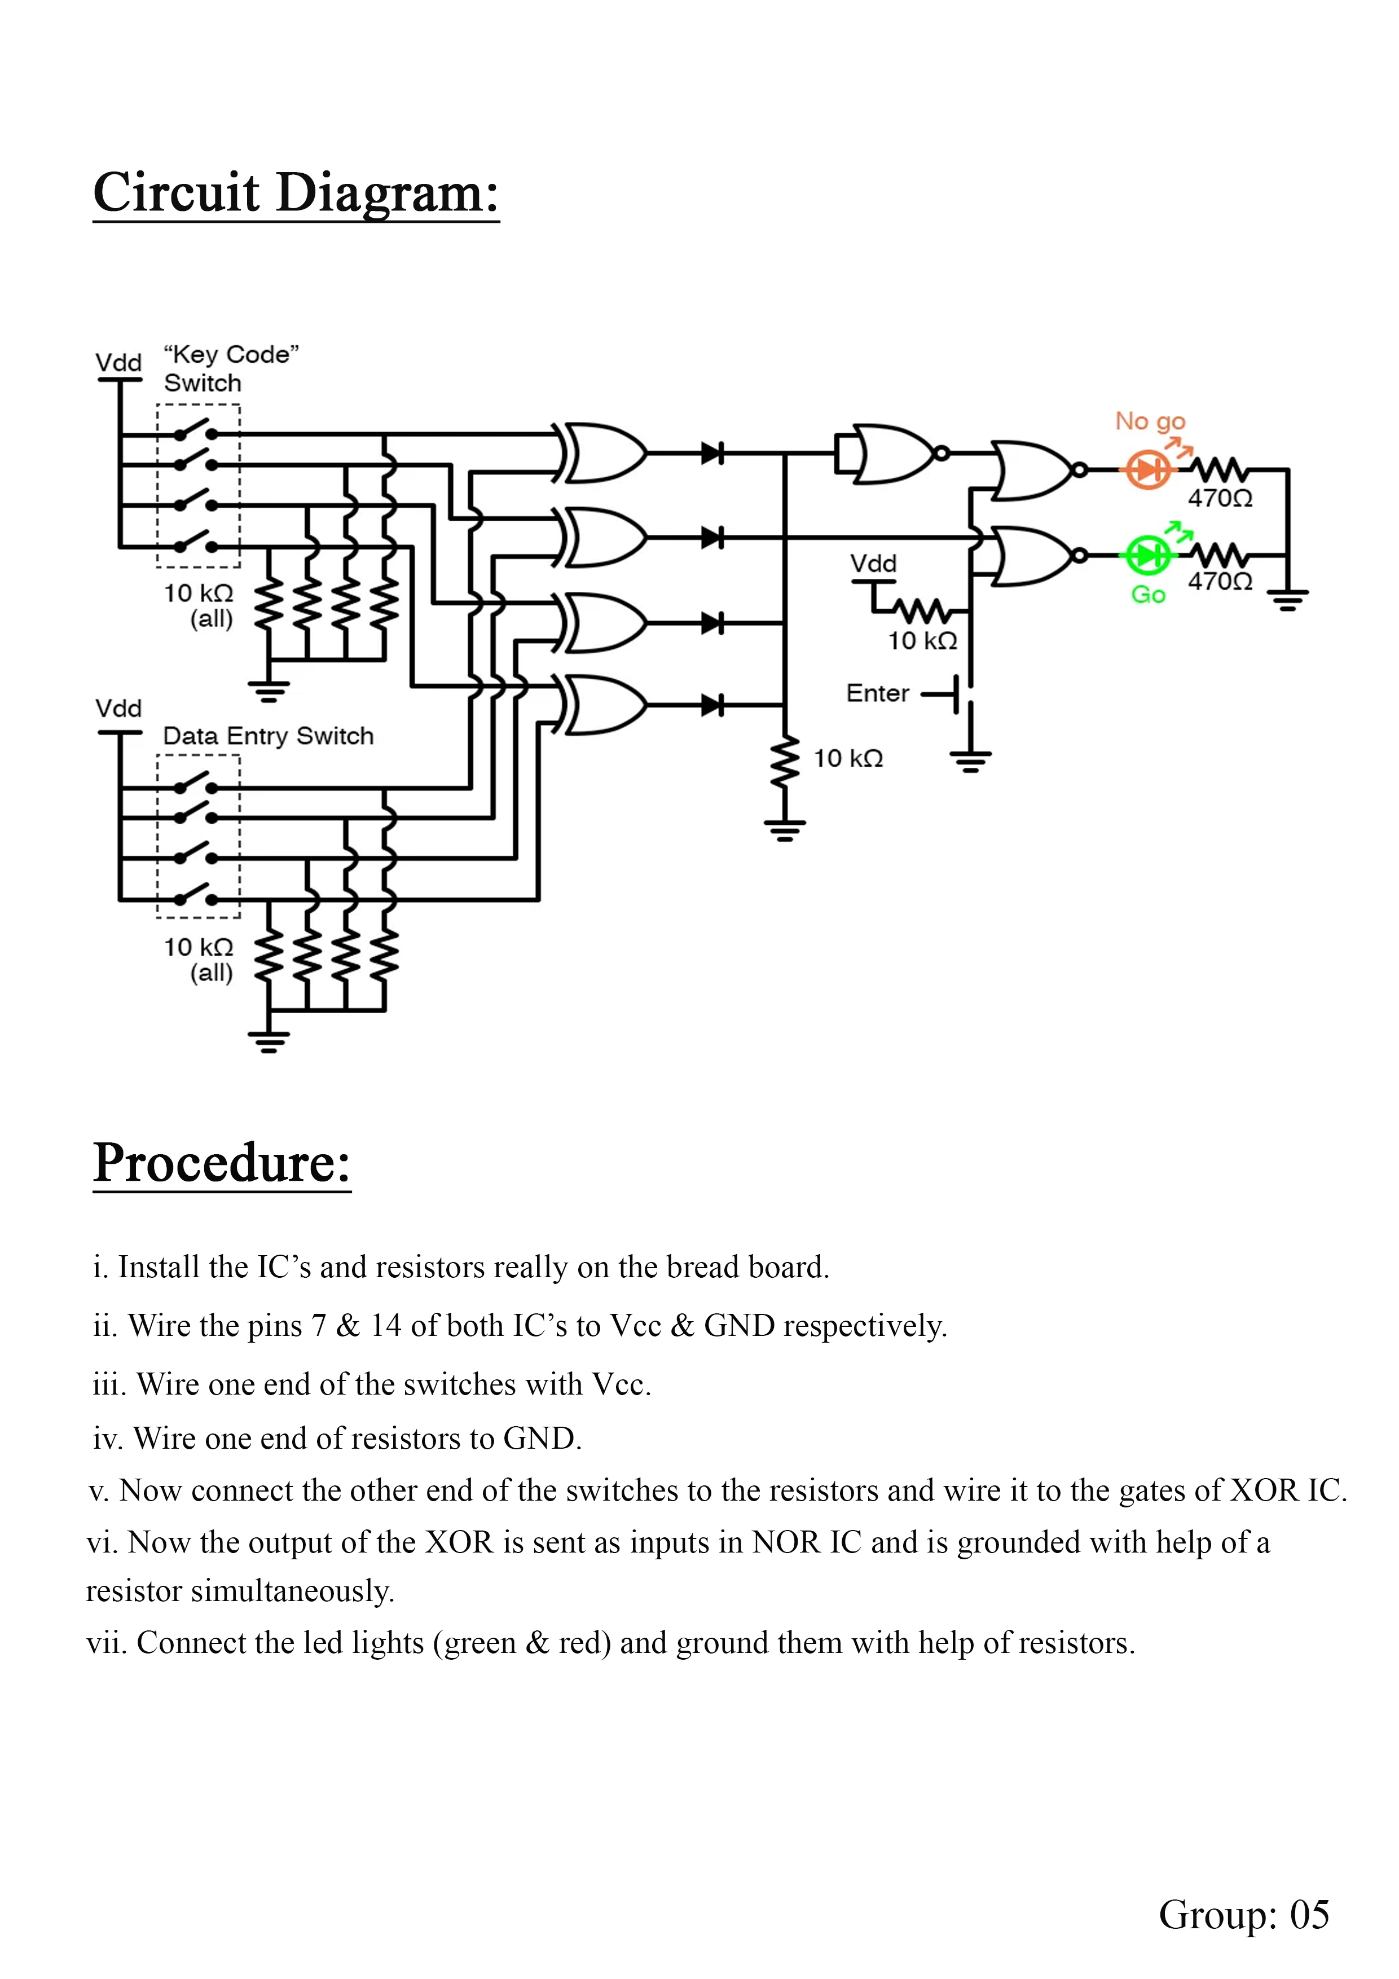 Circuit Diagram:
Vdd
“Key Code”
Switch
10 kΩ
(all)
Vdd
Data Entry Switch
10 kΩ
(all)
10 kΩ
Vdd
10 kΩ
Enter
No go
470Ω
Go
470Ω
Procedure:
i. Install the IC’s and resistors really on the bread board.
ii. Wire the pins 7 & 14 of both IC’s to Vcc & GND respectively.
iii. Wire one end of the switches with Vcc.
iv. Wire one end of resistors to GND.
v. Now connect the other end of the switches to the resistors and wire it to the gates of XOR IC.
vi. Now the output of the XOR is sent as inputs in NOR IC and is grounded with help of a
resistor simultaneously.
vii. Connect the led lights (green & red) and ground them with help of resistors.
Group: 05